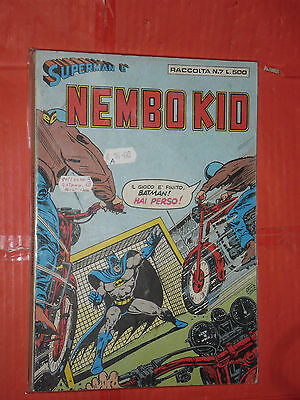 SUPERMAN
RACCOLTA N.7 L.500
NEMBO KID
IL GIOCO E' FINITO,
BATMAN!
HAI PERSO!
A